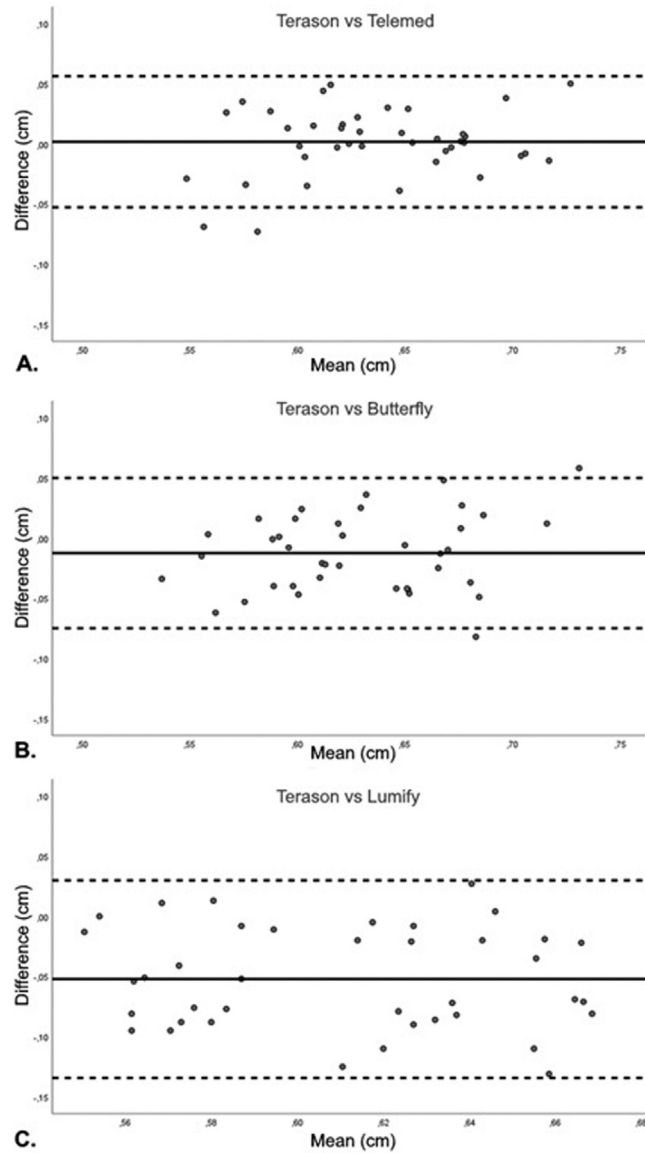 Terason vs Telemed
,10
,05
,00
-,05
-,10
-,15
Difference (cm)
,50 ,55 ,60 ,65 ,70 ,75
A.
Mean (cm)
Terason vs Butterfly
,10
,05
,00
-,05
-,10
-,15
Difference (cm)
,50 ,55 ,60 ,65 ,70 ,75
B.
Mean (cm)
Terason vs Lumify
,10
,05
,00
-,05
-,10
-,15
Difference (cm)
,56 ,58 ,60 ,62 ,64 ,66 ,68
C.
Mean (cm)